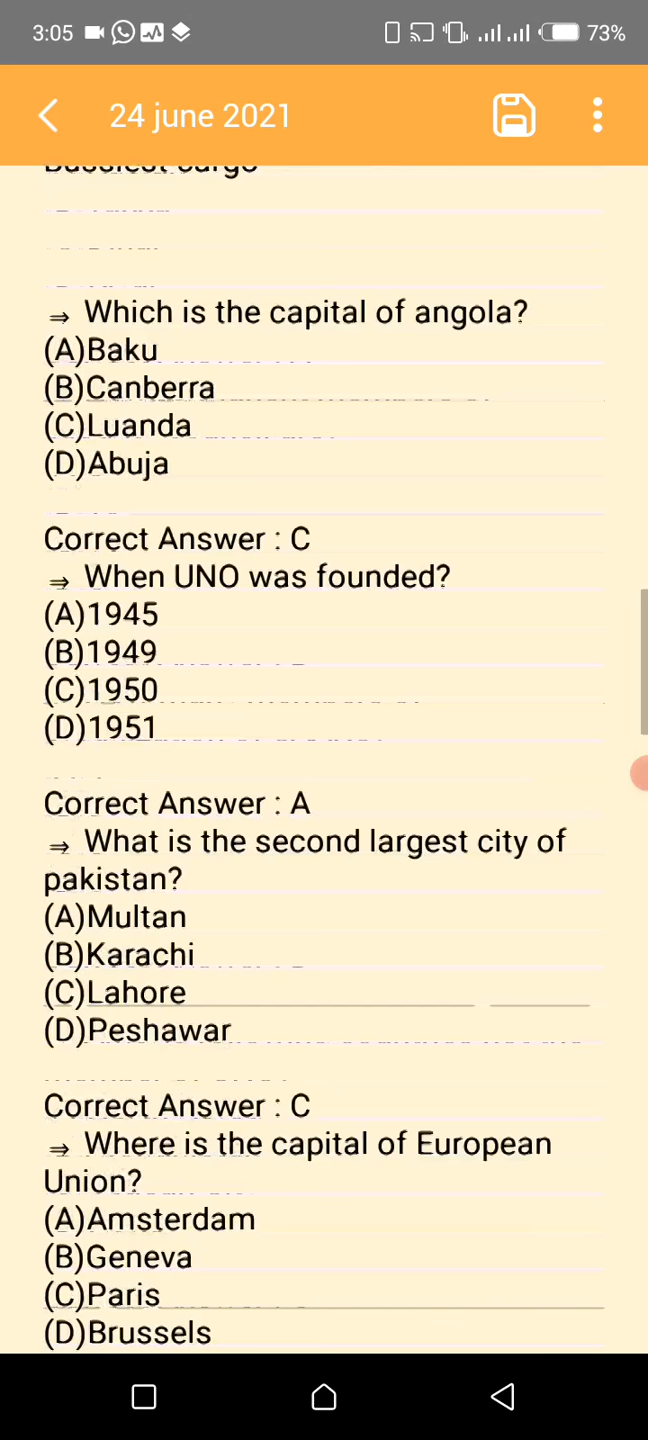 3:05 73%
24 june 2021
⇒ Which is the capital of angola?
(A)Baku
(B)Canberra
(C)Luanda
(D)Abuja
Correct Answer : C
⇒ When UNO was founded?
(A)1945
(B)1949
(C)1950
(D)1951
Correct Answer : A
⇒ What is the second largest city of
pakistan?
(A)Multan
(B)Karachi
(C)Lahore
(D)Peshawar
Correct Answer : C
⇒ Where is the capital of European
Union?
(A)Amsterdam
(B)Geneva
(C)Paris
(D)Brussels